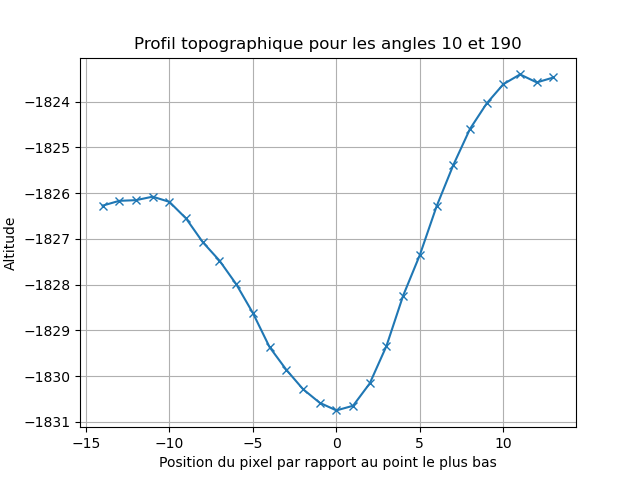 Profil topographique pour les angles 10 et 190
Altitude
−1824
−1825
−1826
−1827
−1828
−1829
−1830
−1831
−15 −10 −5 0 5 10
Position du pixel par rapport au point le plus bas